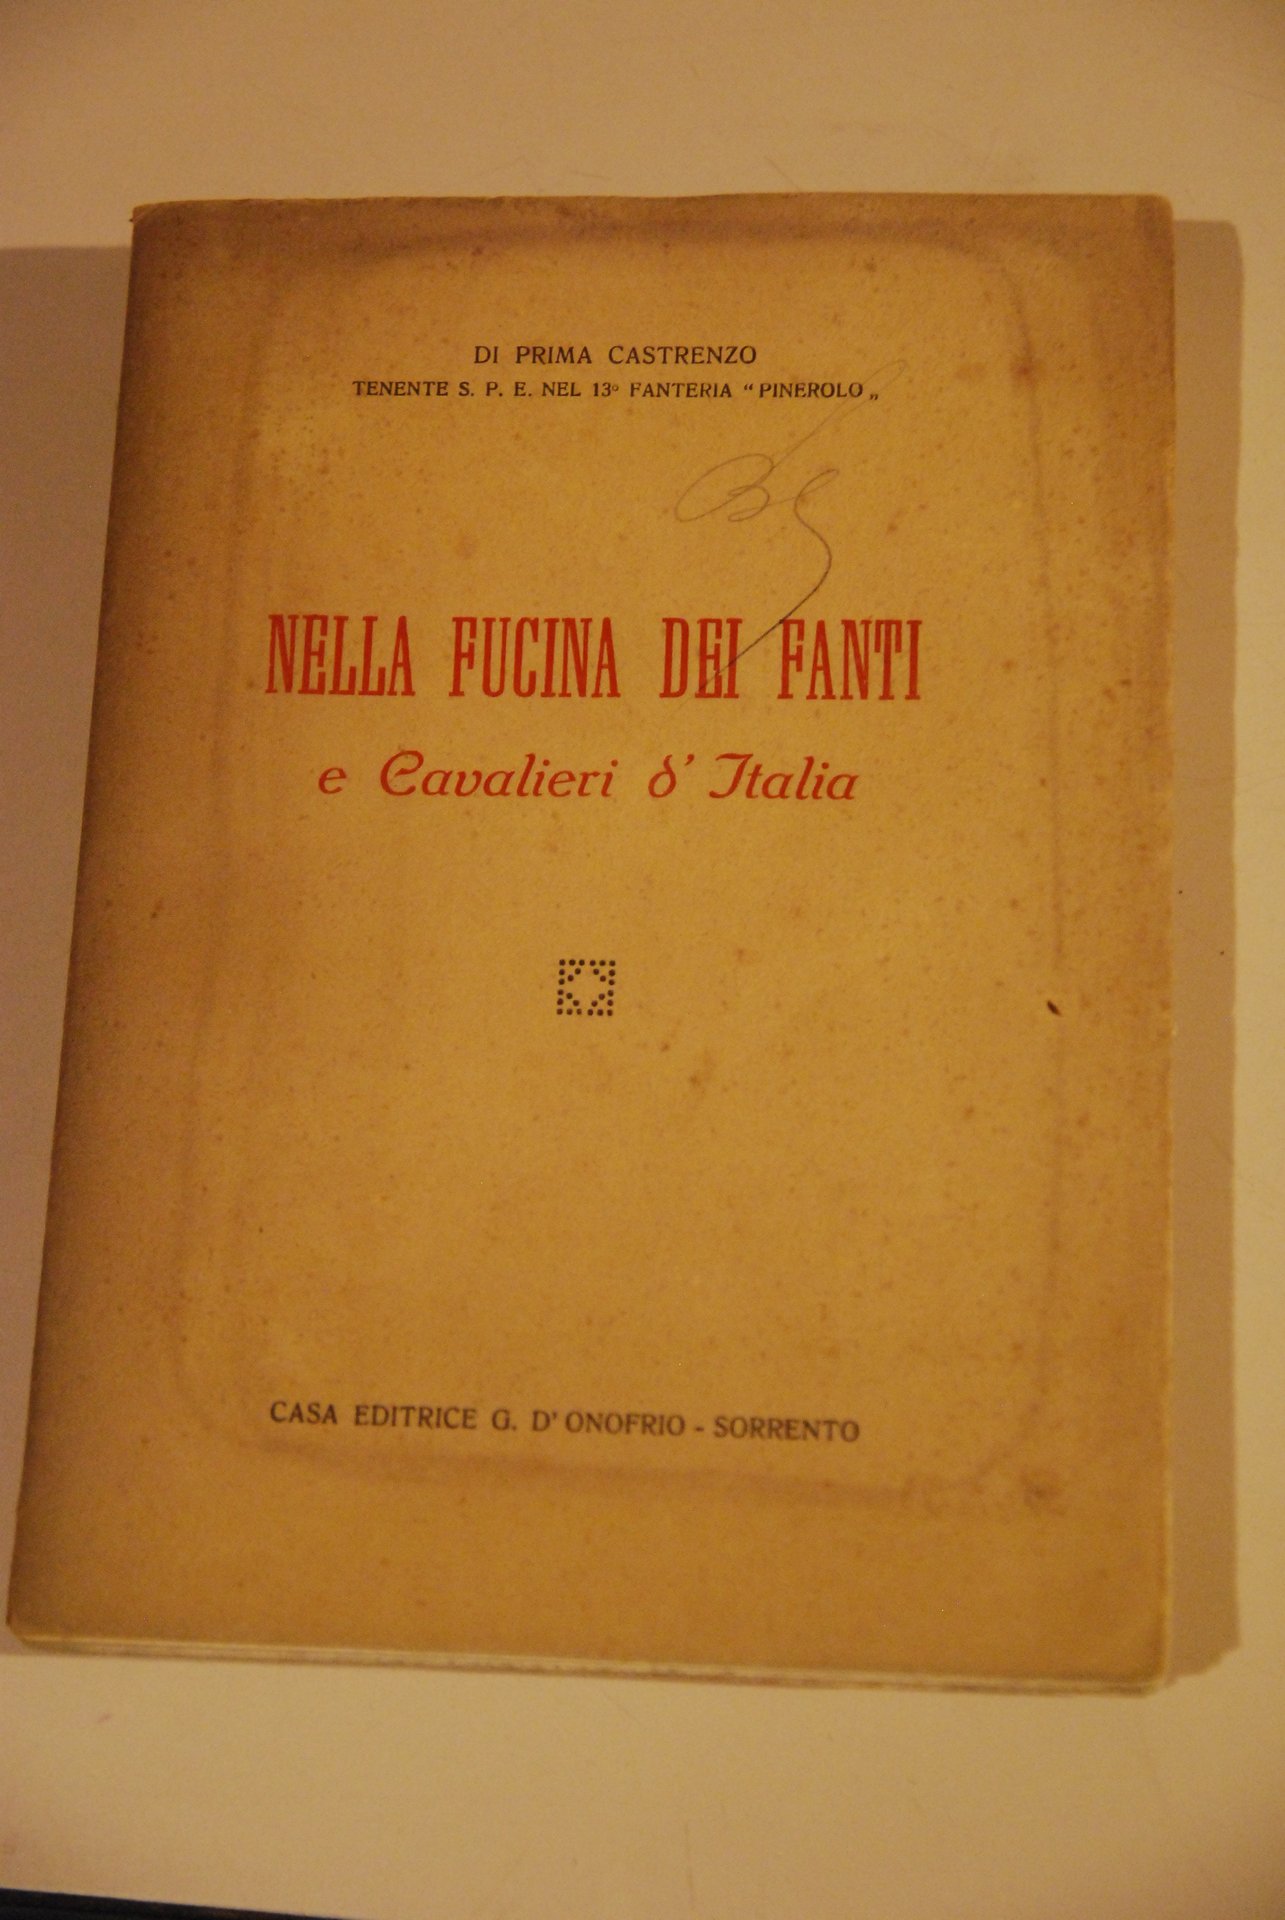 DI PRIMA CASTRENZO
TENENTE S. P. E. NEL 13° FANTERIA “ PINEROLO „
NELLA FUCINA DEI FANTI
e Cavalieri d' Italia
CASA EDITRICE G. D' ONOFRIO - SORRENTO